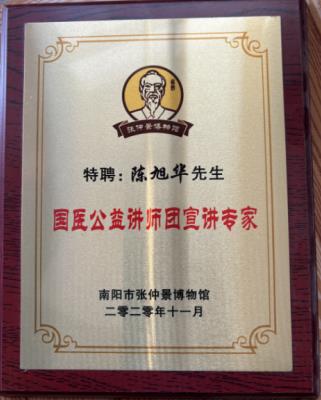 张仲景博物馆
特聘：陈旭华先生
国医公益讲师团宣讲专家
南阳市张仲景博物馆
二零二零年十一月